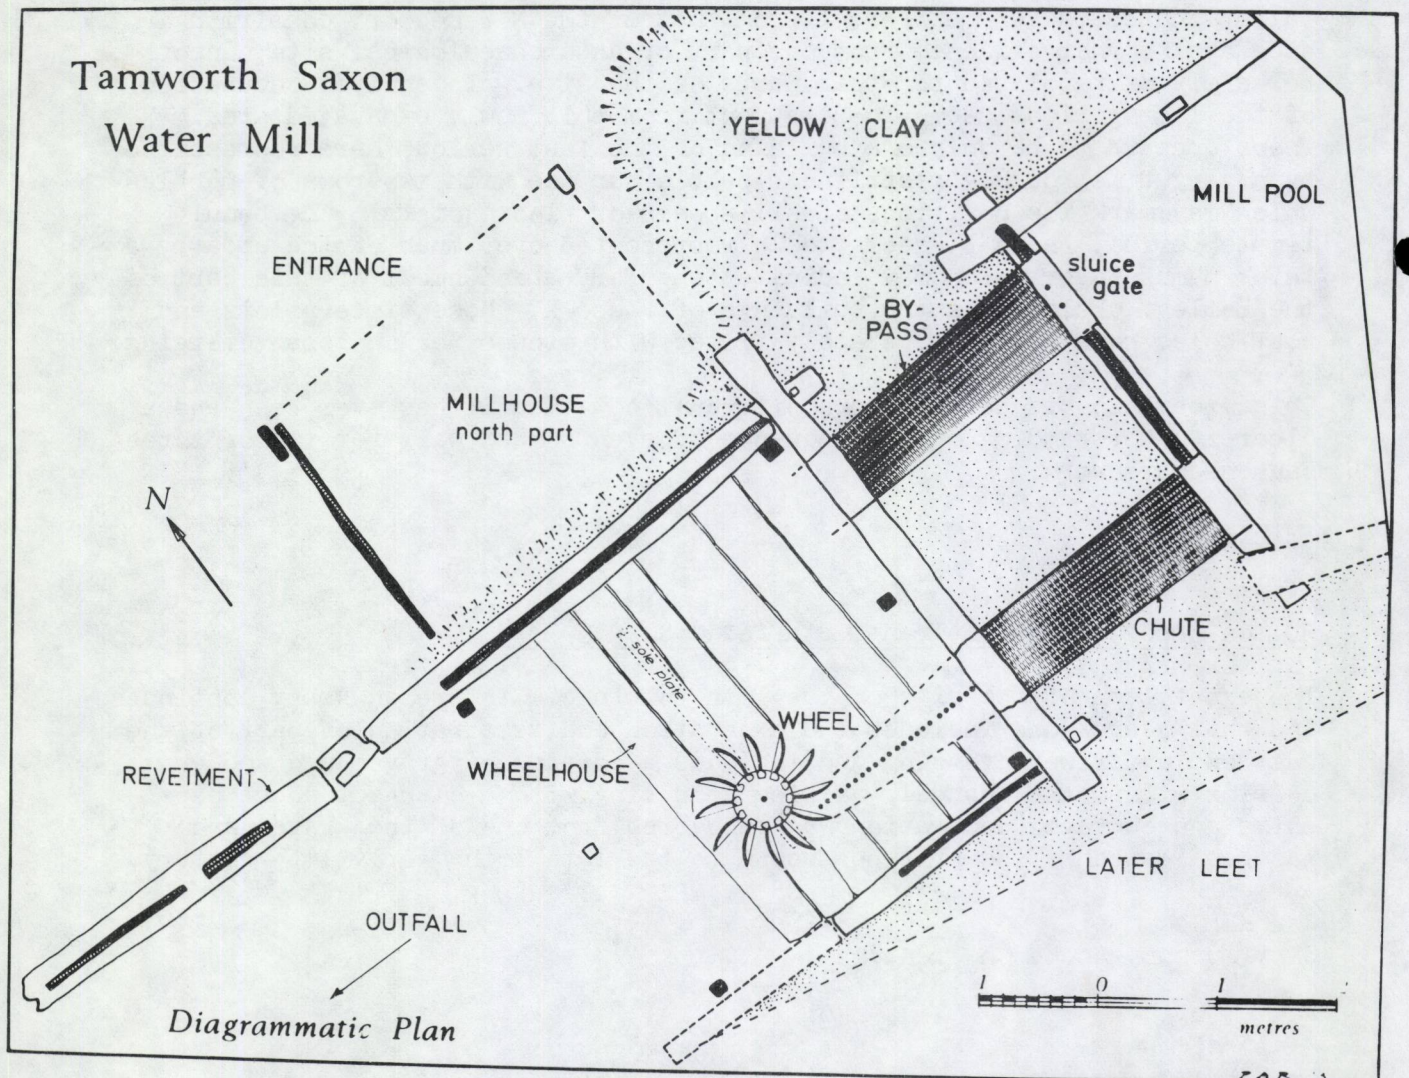 Tamworth Saxon
Water Mill
YELLOW CLAY
MILL POOL
ENTRANCE
sluice
gate
BY-
PASS
MILLHOUSE
north part
N
CHUTE
c. sole plate
WHEEL
WHEELHOUSE
REVETMENT
LATER LEET
OUTFALL
1 0 1
metres
Diagrammatic Plan